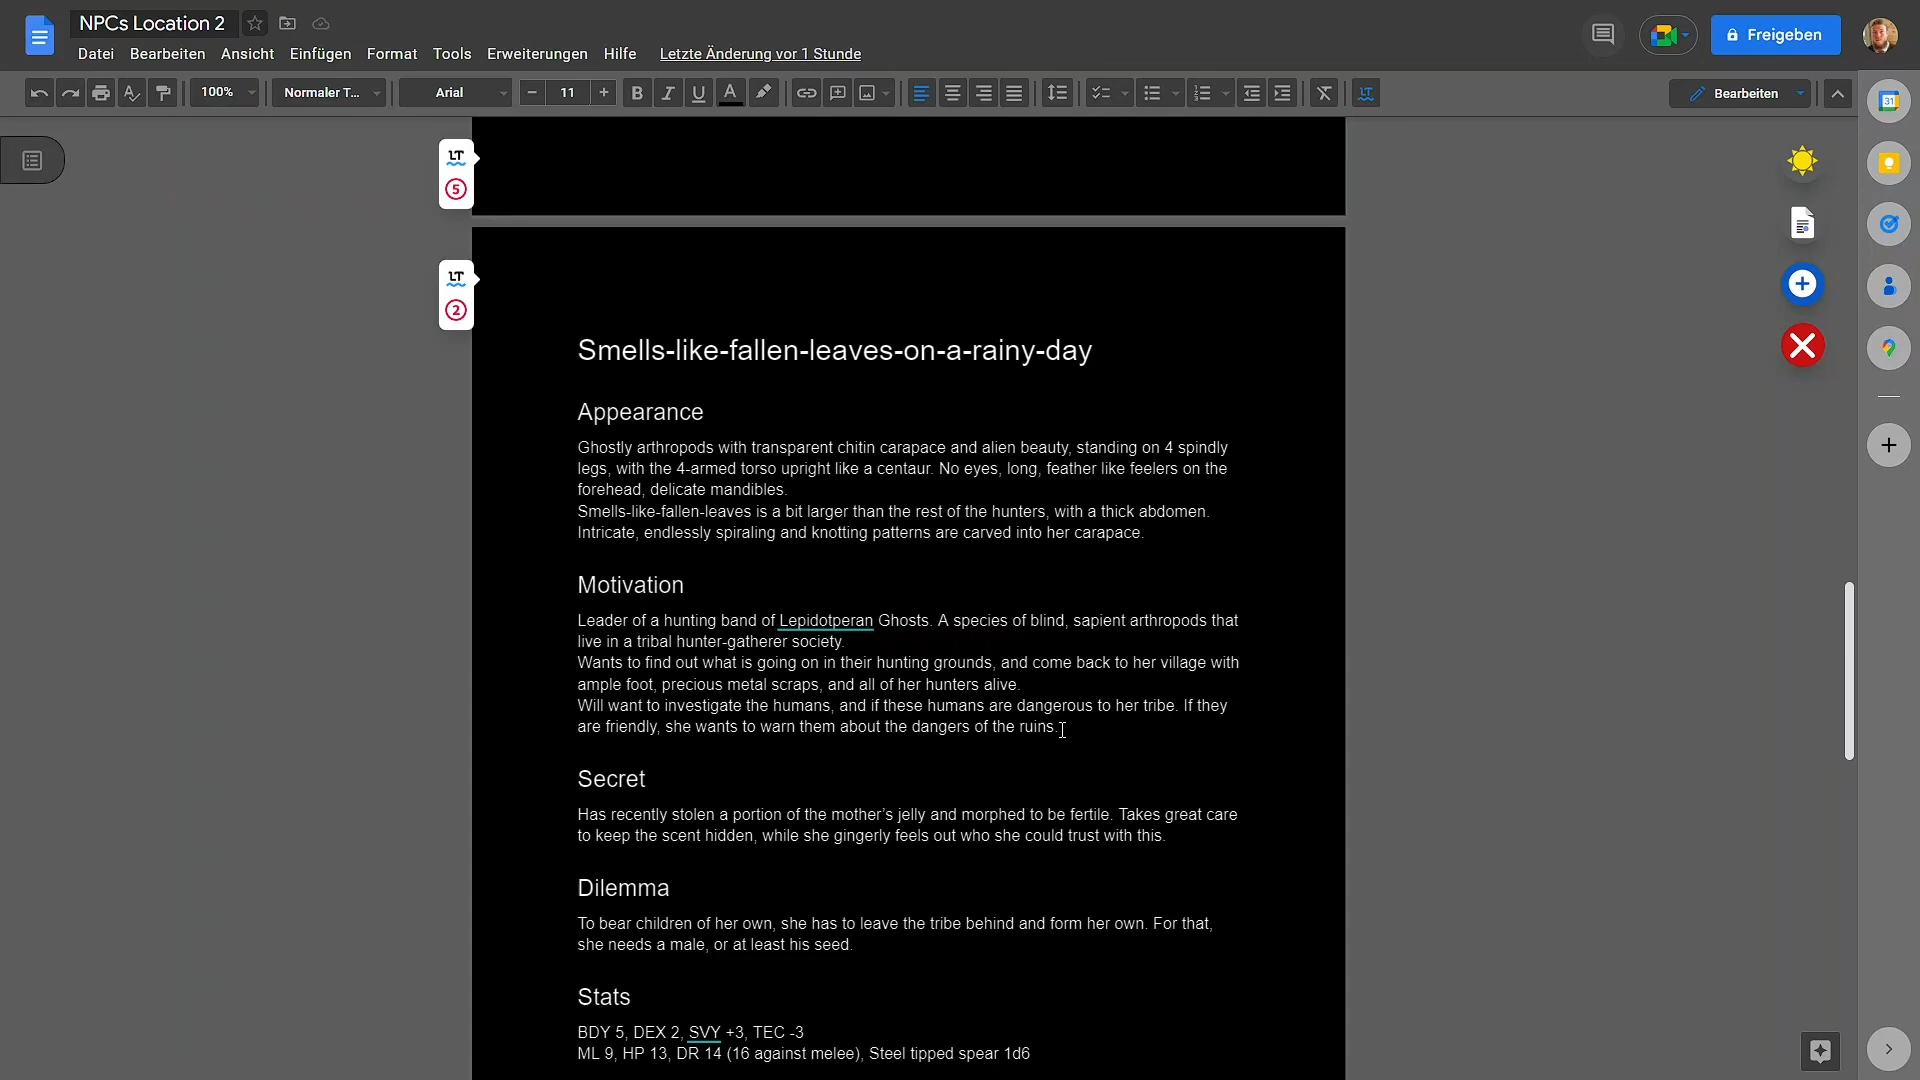 NPCs Location 2
Datei Bearbeiten Ansicht Einfügen Format Tools Erweiterungen Hilfe Letzte Änderung vor 1 Stunde
Freigeben
100% Normaler T... Arial 11 Bearbeiten
LT
5
LT
2
31
Smells-like-fallen-leaves-on-a-rainy-day
Appearance
Ghostly arthropods with transparent chitin carapace and alien beauty, standing on 4 spindly
legs, with the 4-armed torso upright like a centaur. No eyes, long, feather like feelers on the
forehead, delicate mandibles.
Smells-like-fallen-leaves is a bit larger than the rest of the hunters, with a thick abdomen.
Intricate, endlessly spiraling and knotting patterns are carved into her carapace.
Motivation
Leader of a hunting band of Lepidotperan Ghosts. A species of blind, sapient arthropods that
live in a tribal hunter-gatherer society.
Wants to find out what is going on in their hunting grounds, and come back to her village with
ample foot, precious metal scraps, and all of her hunters alive.
Will want to investigate the humans, and if these humans are dangerous to her tribe. If they
are friendly, she wants to warn them about the dangers of the ruins.
Secret
Has recently stolen a portion of the mother's jelly and morphed to be fertile. Takes great care
to keep the scent hidden, while she gingerly feels out who she could trust with this.
Dilemma
To bear children of her own, she has to leave the tribe behind and form her own. For that,
she needs a male, or at least his seed.
Stats
BDY 5, DEX 2, SVY +3, TEC -3
ML 9, HP 13, DR 14 (16 against melee), Steel tipped spear 1d6